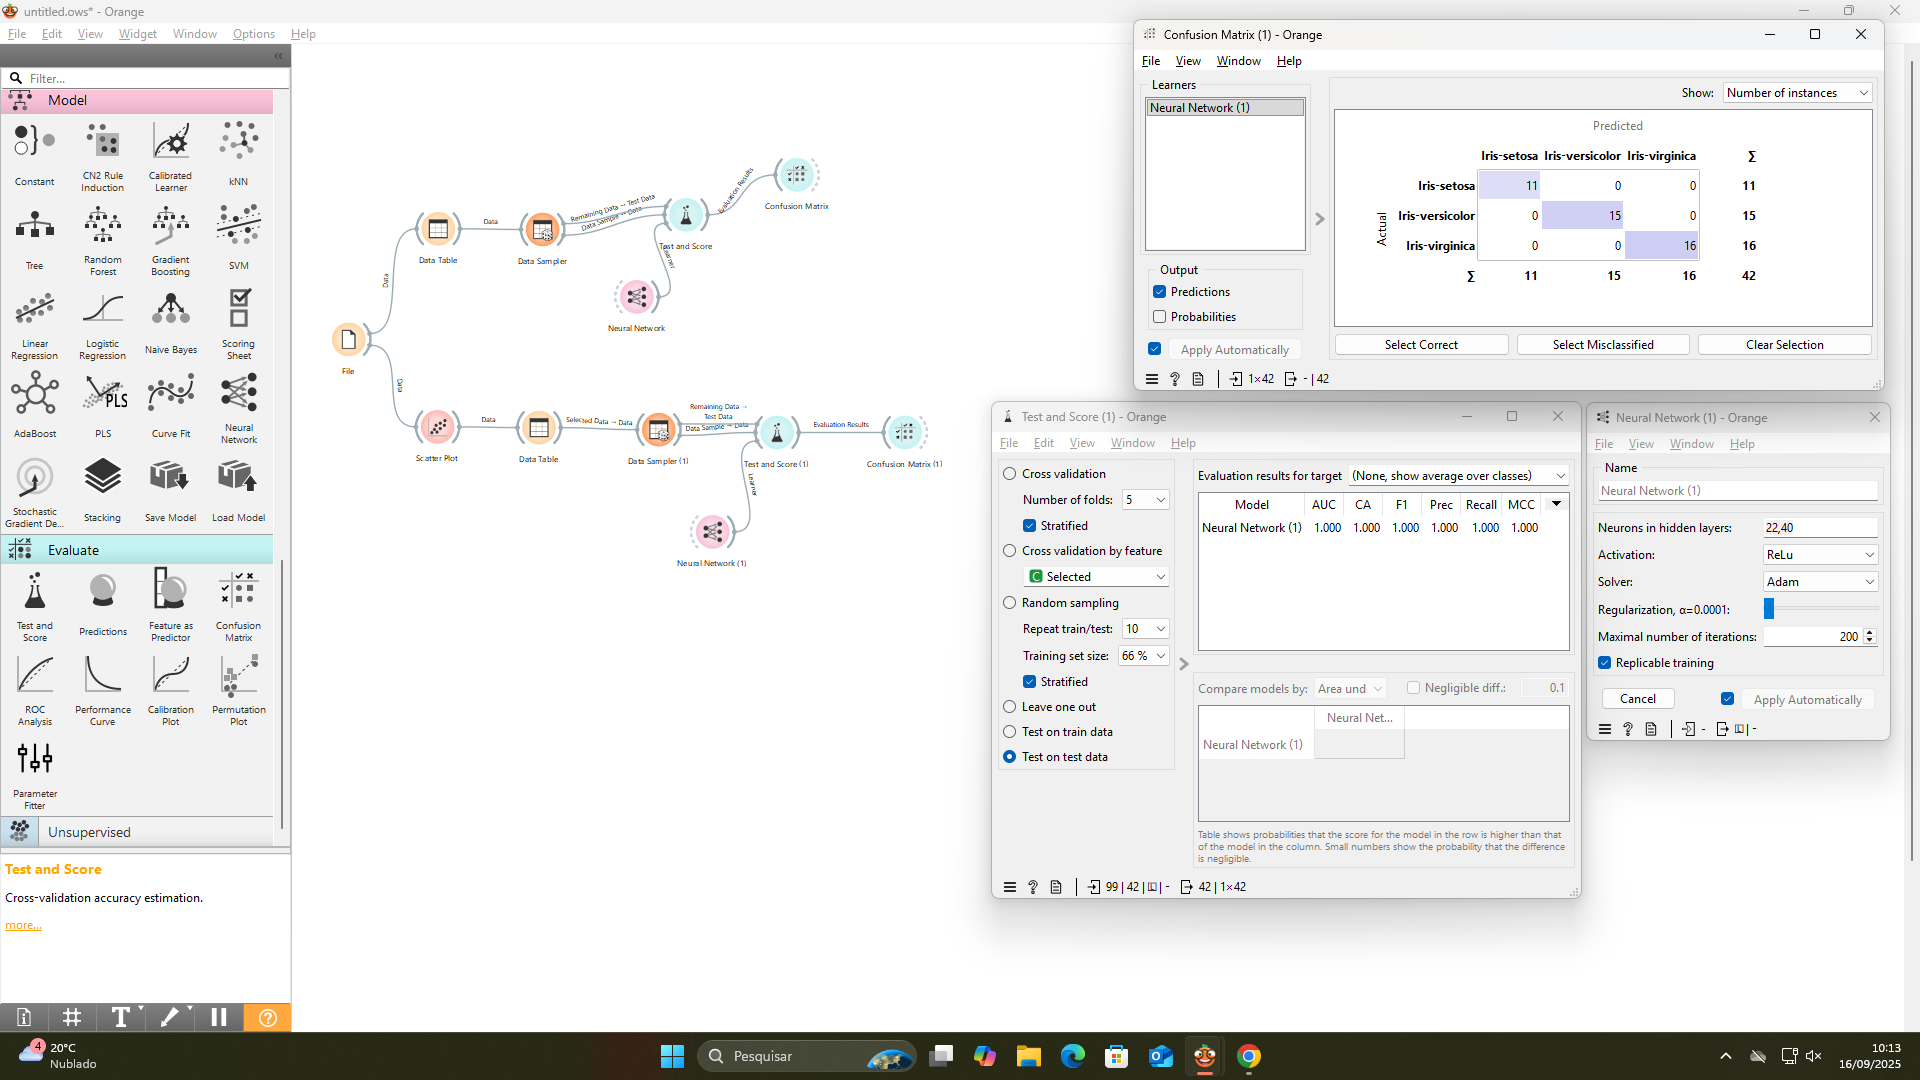 untitled.ows* - Orange
File Edit View Widget Window Options Help
Filter...
Model
Constant
CN2 Rule Induction
Calibrated Learner
kNN
Tree
Random Forest
Gradient Boosting
SVM
Linear Regression
Logistic Regression
Naive Bayes
Scoring Sheet
AdaBoost
PLS
PLS
Curve Fit
Neural Network
Stochastic Gradient De...
Stacking
Save Model
Load Model
Evaluate
Test and Score
Predictions
Feature as Predictor
Confusion Matrix
ROC Analysis
Performance Curve
Calibration Plot
Permutation Plot
Parameter Fitter
Unsupervised
Test and Score
Cross-validation accuracy estimation.
more...
File
Data
Data Table
Data
Data Sampler
Remaining Data → Test Data
Data Sample → Data
Test and Score
Learner
Neural Network
Evaluation Results
Confusion Matrix
Data
Scatter Plot
Data
Data Table
Selected Data → Data
Data Sampler (1)
Remaining Data →
Test Data
Data Sample → Data
Test and Score (1)
Learner
Neural Network (1)
Evaluation Results
Confusion Matrix (1)
Confusion Matrix (1) - Orange
File View Window Help
Learners
Neural Network (1)
Output
Predictions
Probabilities
Apply Automatically
Show: Number of instances
Predicted
Iris-setosa Iris-versicolor Iris-virginica Σ
Actual
Iris-setosa 11 0 0 11
Iris-versicolor 0 15 0 15
Iris-virginica 0 0 16 16
Σ 11 15 16 42
Select Correct
Select Misclassified
Clear Selection
1×42 - | 42
Test and Score (1) - Orange
File Edit View Window Help
Cross validation
Number of folds: 5
Stratified
Cross validation by feature
C Selected
Random sampling
Repeat train/test: 10
Training set size: 66 %
Stratified
Leave one out
Test on train data
Test on test data
Evaluation results for target (None, show average over classes)
Model AUC CA F1 Prec Recall MCC
Neural Network (1) 1.000 1.000 1.000 1.000 1.000 1.000
Compare models by: Area und Negligible diff.: 0.1
Neural Net...
Neural Network (1)
Table shows probabilities that the score for the model in the row is higher than that
of the model in the column. Small numbers show the probability that the difference
is negligible.
99 | 42 | - 42 | 1×42
Neural Network (1) - Orange
File View Window Help
Name
Neural Network (1)
Neurons in hidden layers: 22,40
Activation: ReLu
Solver: Adam
Regularization, α=0.0001:
Maximal number of iterations: 200
Replicable training
Cancel
Apply Automatically
- | -
4
20°C
Nublado
Pesquisar
10:13
16/09/2025